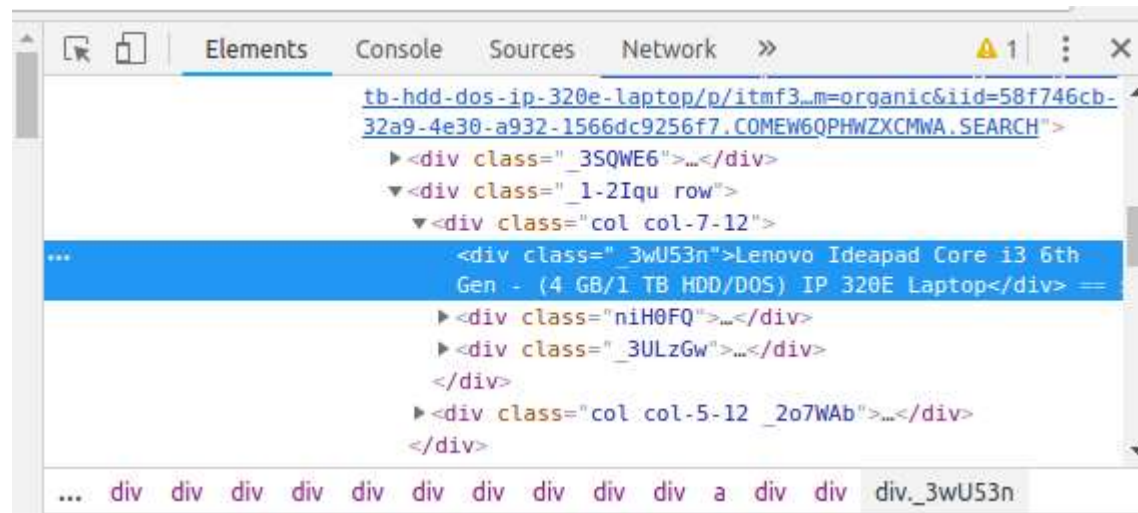 Elements Console Sources Network » 1
tb-hdd-dos-ip-320e-laptop/p/itmf3…m=organic&iid=58f746cb-
32a9-4e30-a932-1566dc9256f7.COMEW6QPHWZXCMWA.SEARCH">
<div class="_3SQWE6">…</div>
<div class="_1-2Iqu row">
<div class="col col-7-12">
... <div class="_3wU53n">Lenovo Ideapad Core i3 6th
Gen - (4 GB/1 TB HDD/DOS) IP 320E Laptop</div> ==
<div class="niH0FQ">…</div>
<div class="_3ULzGw">…</div>
</div>
<div class="col col-5-12 _2o7WAb">…</div>
</div>
... div div div div div div div div div div a div div div._3wU53n